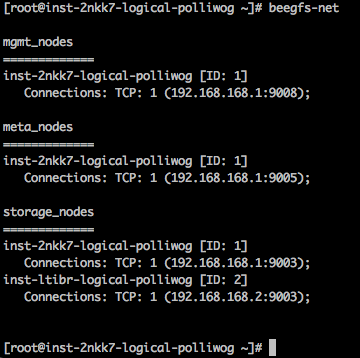 [root@inst-2nkk7-logical-polliwog ~]# beegfs-net
mgmt_nodes
=============
inst-2nkk7-logical-polliwog [ID: 1]
   Connections: TCP: 1 (192.168.168.1:9008);
meta_nodes
=============
inst-2nkk7-logical-polliwog [ID: 1]
   Connections: TCP: 1 (192.168.168.1:9005);
storage_nodes
=============
inst-2nkk7-logical-polliwog [ID: 1]
   Connections: TCP: 1 (192.168.168.1:9003);
inst-ltibr-logical-polliwog [ID: 2]
   Connections: TCP: 1 (192.168.168.2:9003);
[root@inst-2nkk7-logical-polliwog ~]#